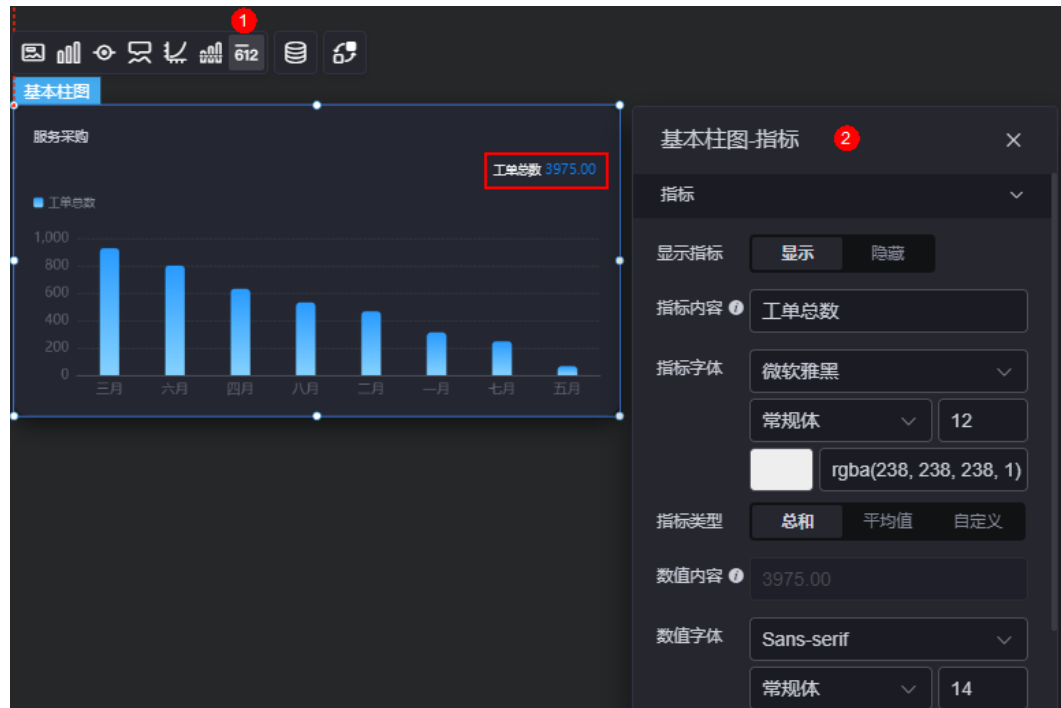 1
612
基本柱图
服务采购
工单总数 3975.00
工单总数
1,000
800
600
400
200
0
三月 六月 四月 八月 二月 一月 七月 五月
基本柱图-指标 2
指标
显示指标 显示 隐藏
指标内容 工单总数
指标字体 微软雅黑
常规体 12
rgba(238, 238, 238, 1)
指标类型 总和 平均值 自定义
数值内容 3975.00
数值字体 Sans-serif
常规体 14